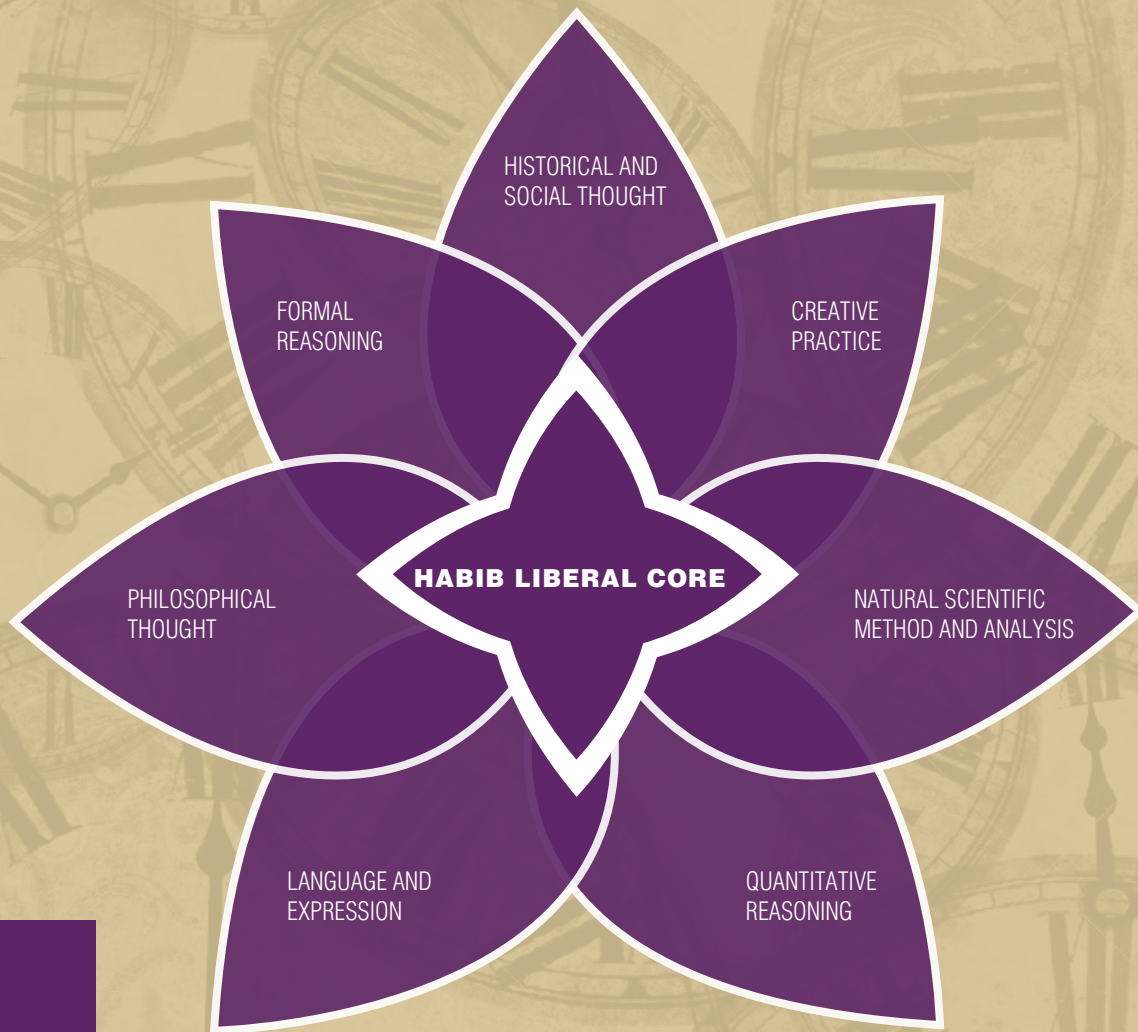 HISTORICAL AND
SOCIAL THOUGHT
FORMAL
REASONING
CREATIVE
PRACTICE
HABIB LIBERAL CORE
PHILOSOPHICAL
THOUGHT
NATURAL SCIENTIFIC
METHOD AND ANALYSIS
LANGUAGE AND
EXPRESSION
QUANTITATIVE
REASONING